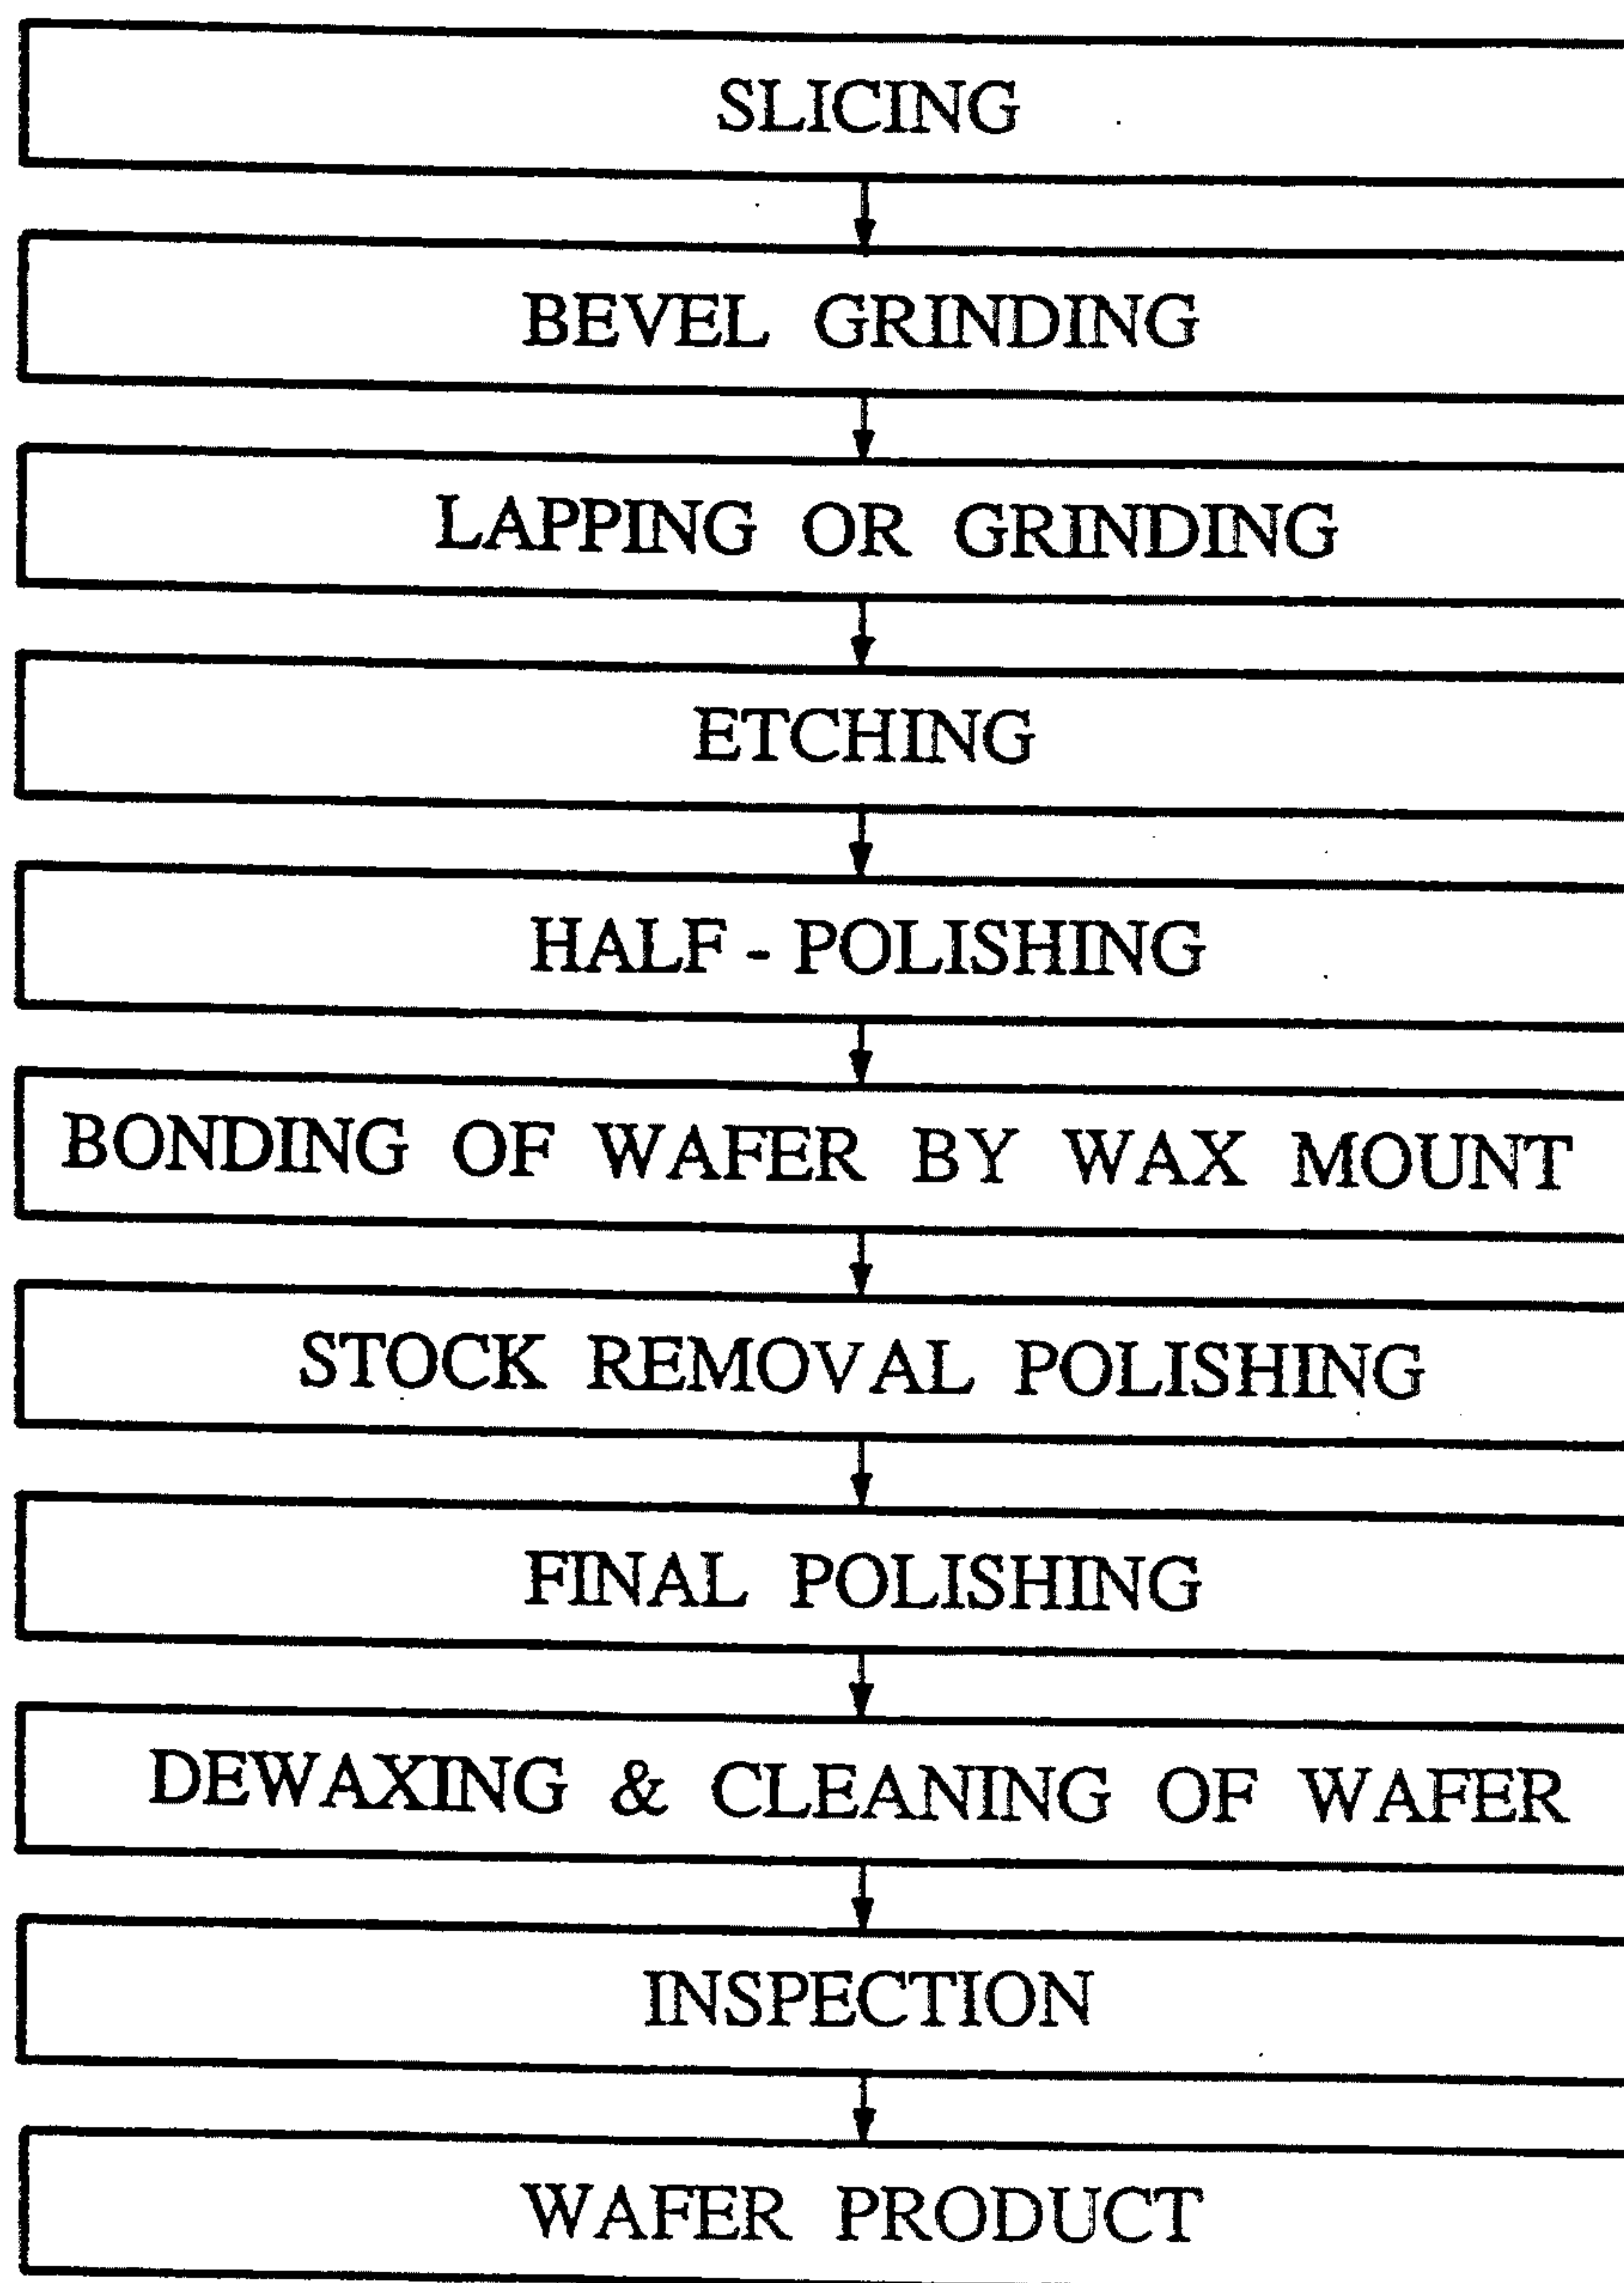 SLICING
BEVEL GRINDING
LAPPING OR GRINDING
ETCHING
HALF - POLISHING
BONDING OF WAFER BY WAX MOUNT
STOCK REMOVAL POLISHING
FINAL POLISHING
DEWAXING & CLEANING OF WAFER
INSPECTION
WAFER PRODUCT